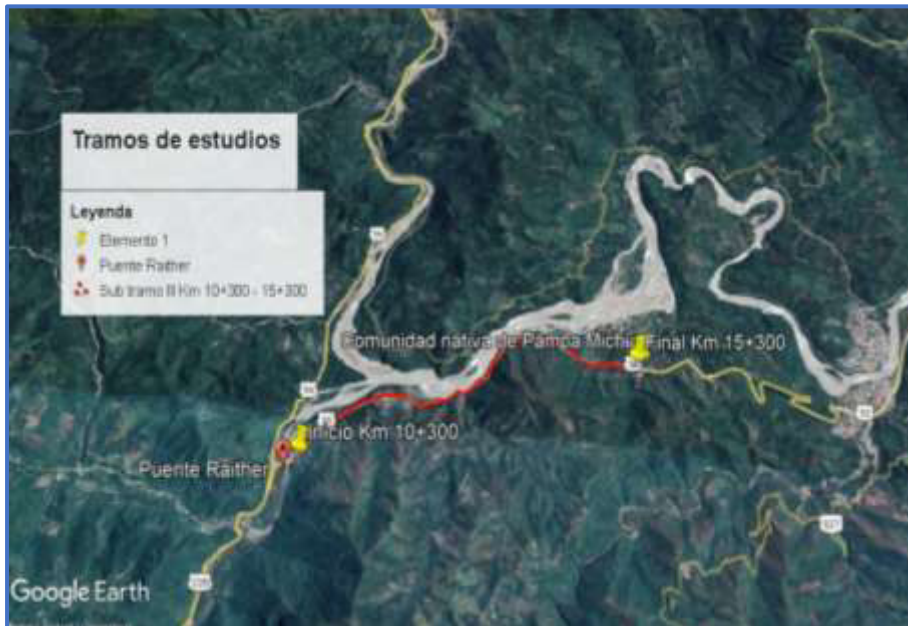 Tramos de estudios
Leyenda
Elemento 1
Puente Raither
Sub tramo III Km 10+300 - 15+300
Comunidad nativa de Pampa Michi
Final Km 15+300
Inicio Km 10+300
Puente Raither
Google Earth